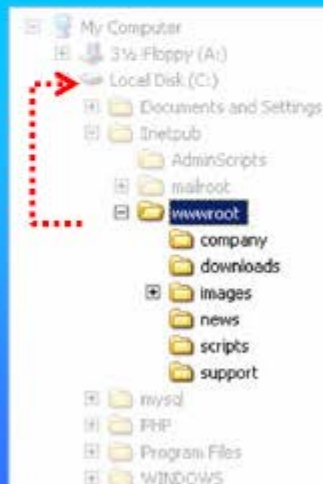 My Computer
3½ Floppy (A:)
Local Disk (C:)
Documents and Settings
Inetpub
AdminScripts
mailroot
wwwroot
company
downloads
images
news
scripts
support
mysql
PHP
Program Files
WINDOWS